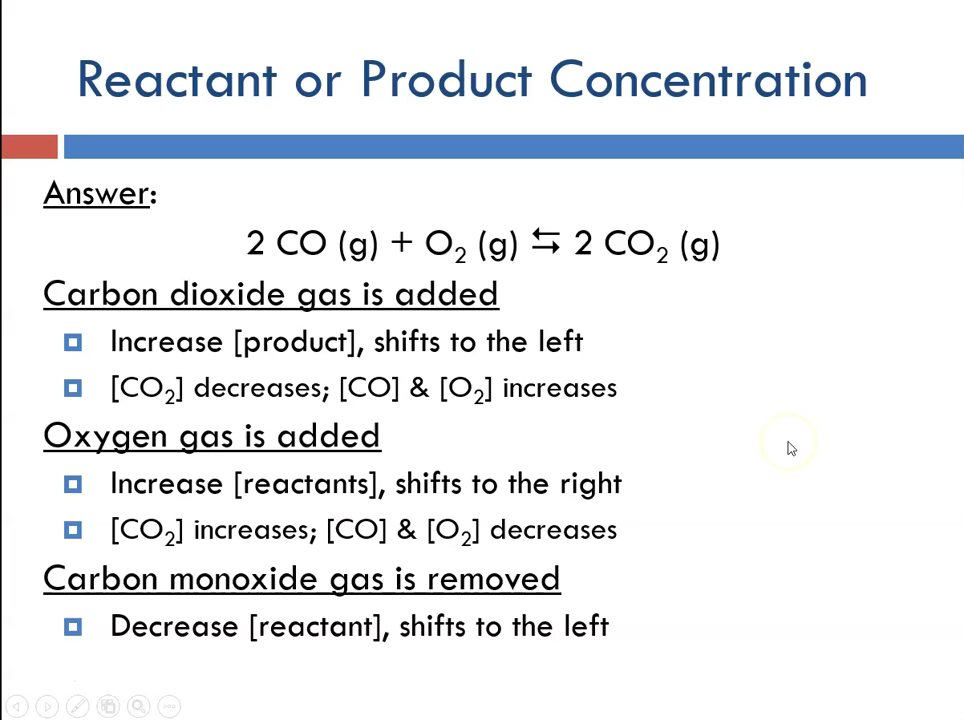 Reactant or Product Concentration
Answer:
2 CO (g) + O₂ (g) ⇆ 2 CO₂ (g)
Carbon dioxide gas is added
Increase [product], shifts to the left
[CO₂] decreases; [CO] & [O₂] increases
Oxygen gas is added
Increase [reactants], shifts to the right
[CO₂] increases; [CO] & [O₂] decreases
Carbon monoxide gas is removed
Decrease [reactant], shifts to the left